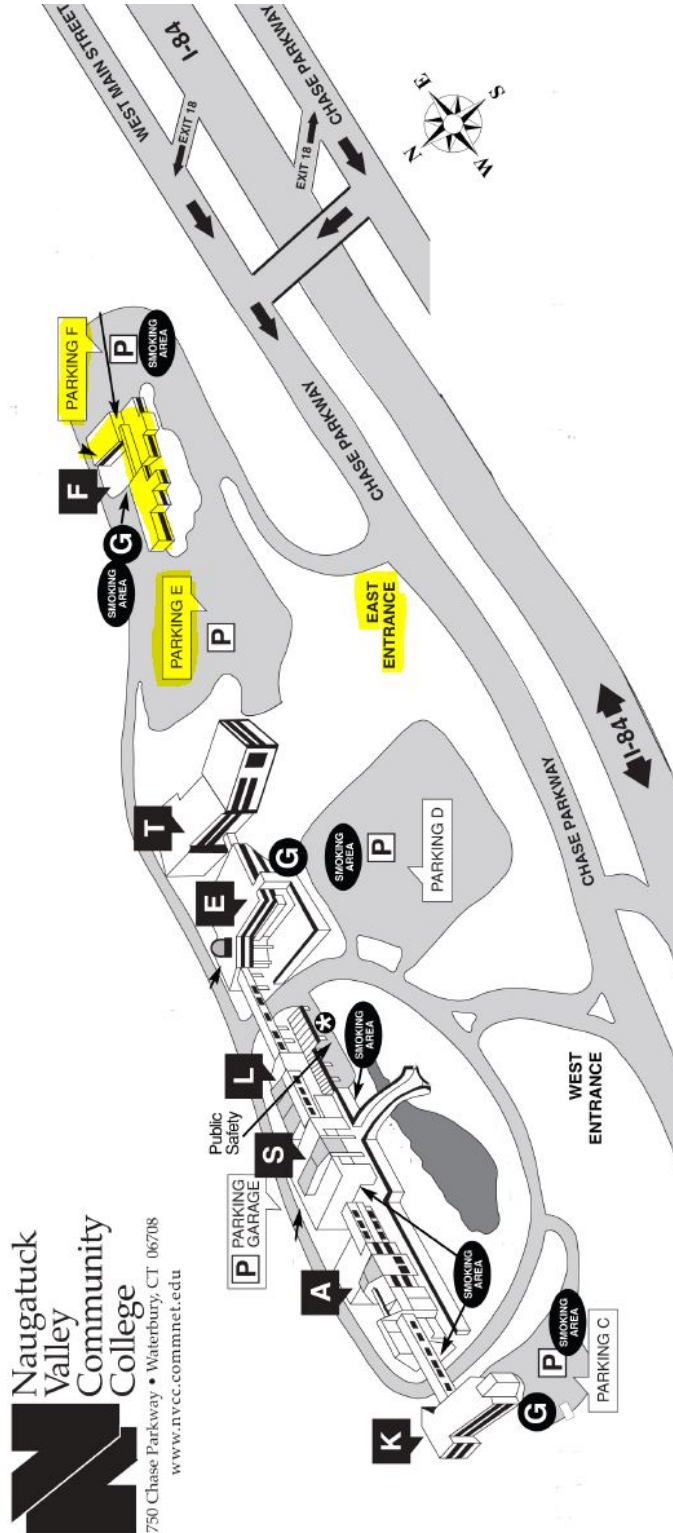 Naugatuck
Valley
Community
College
750 Chase Parkway • Waterbury, CT 06708
www.nvcc.commnet.edu
WEST MAIN STREET
I-84
CHASE PARKWAY
EXIT 18
EXIT 18
N
E
S
W
PARKING F
P
SMOKING
AREA
F
G
SMOKING
AREA
PARKING E
P
EAST
ENTRANCE
CHASE PARKWAY
T
E
G
SMOKING
AREA
P
PARKING D
I-84
CHASE PARKWAY
L
Public
Safety
*
SMOKING
AREA
S
P PARKING
GARAGE
A
SMOKING
AREA
WEST
ENTRANCE
K
G
P
SMOKING
AREA
PARKING C